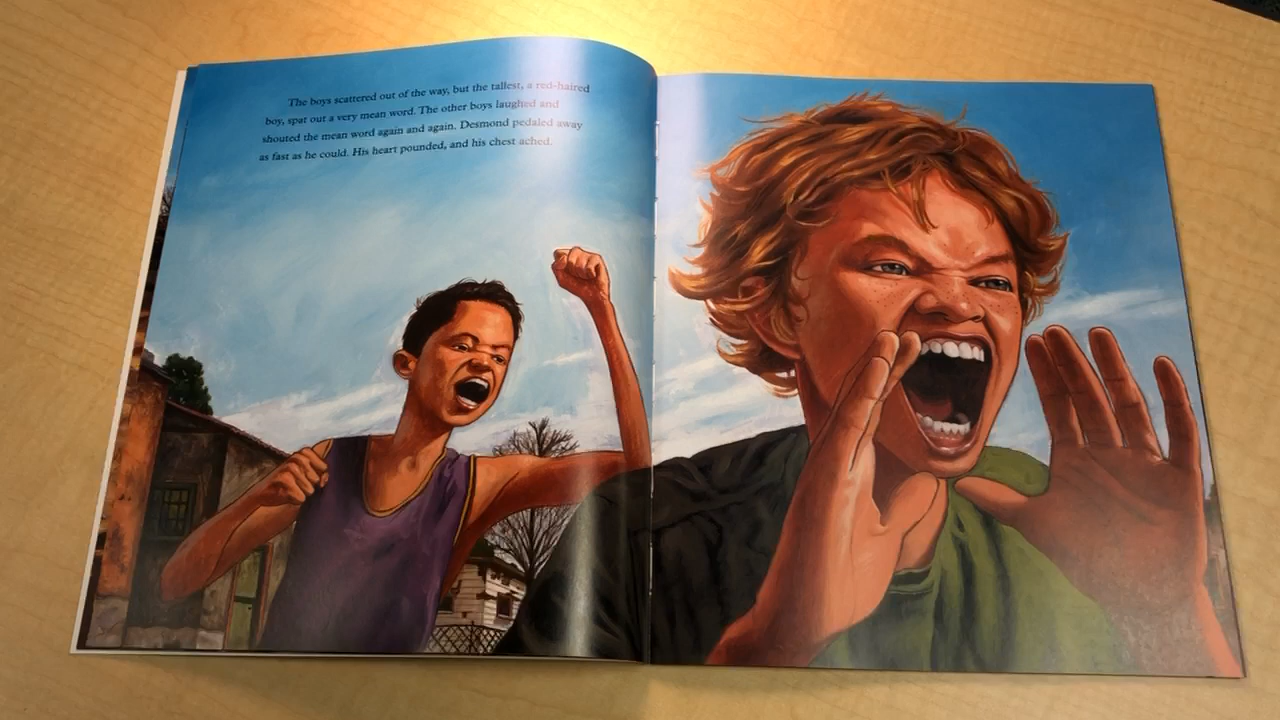 The boys scattered out of the way, but the tallest, a red-haired
boy, spat out a very mean word. The other boys laughed and
shouted the mean word again and again. Desmond pedaled away
as fast as he could. His heart pounded, and his chest ached.